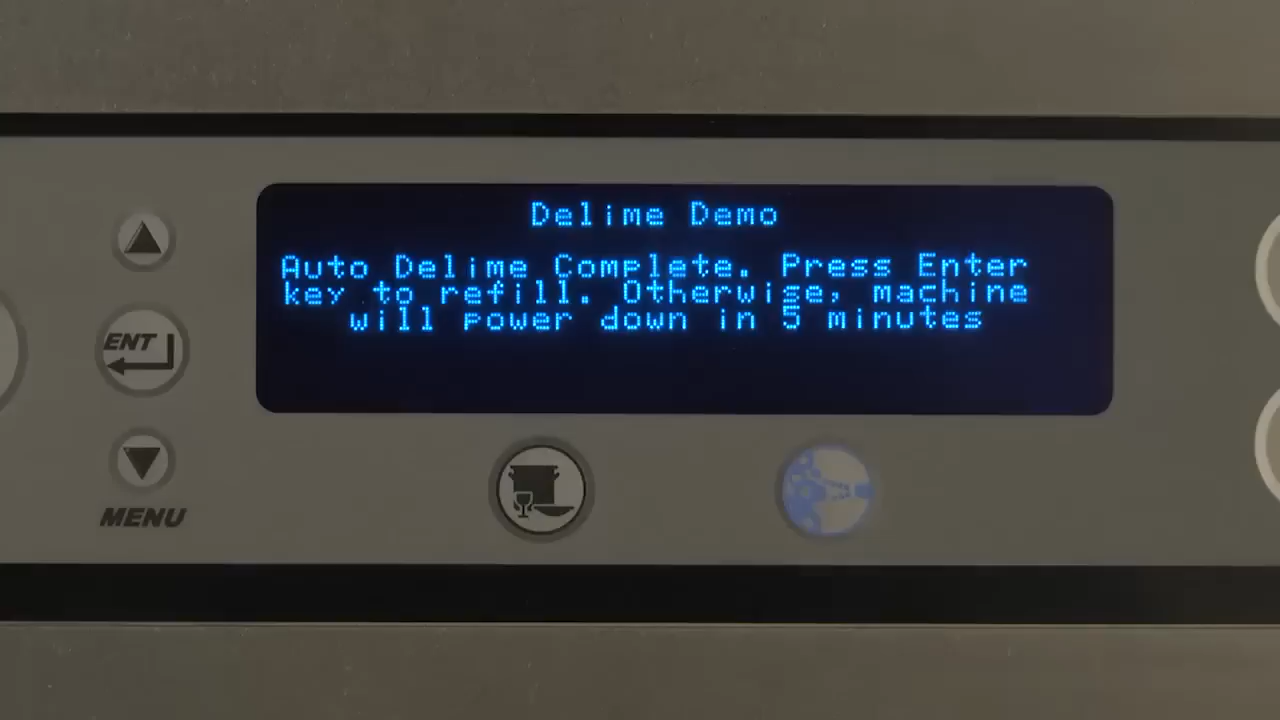 Delime Demo
Auto Delime Complete. Press Enter
key to refill. Otherwise, machine
will power down in 5 minutes
ENT
MENU